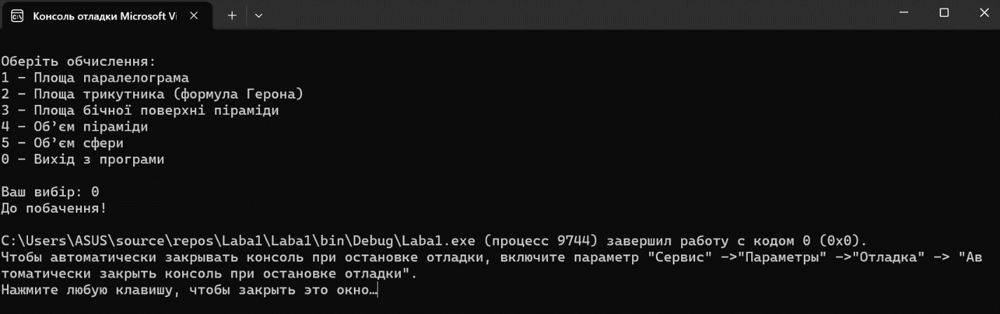 Консоль отладки Microsoft Vi
Оберіть обчислення:
1 – Площа паралелограма
2 – Площа трикутника (формула Герона)
3 – Площа бічної поверхні піраміди
4 – Об’єм піраміди
5 – Об’єм сфери
0 – Вихід з програми
Ваш вибір: 0
До побачення!
C:\Users\ASUS\source\repos\Laba1\Laba1\bin\Debug\Laba1.exe (процесс 9744) завершил работу с кодом 0 (0x0).
Чтобы автоматически закрывать консоль при остановке отладки, включите параметр "Сервис" ->"Параметры" ->"Отладка" -> "Ав
томатически закрыть консоль при остановке отладки".
Нажмите любую клавишу, чтобы закрыть это окно…